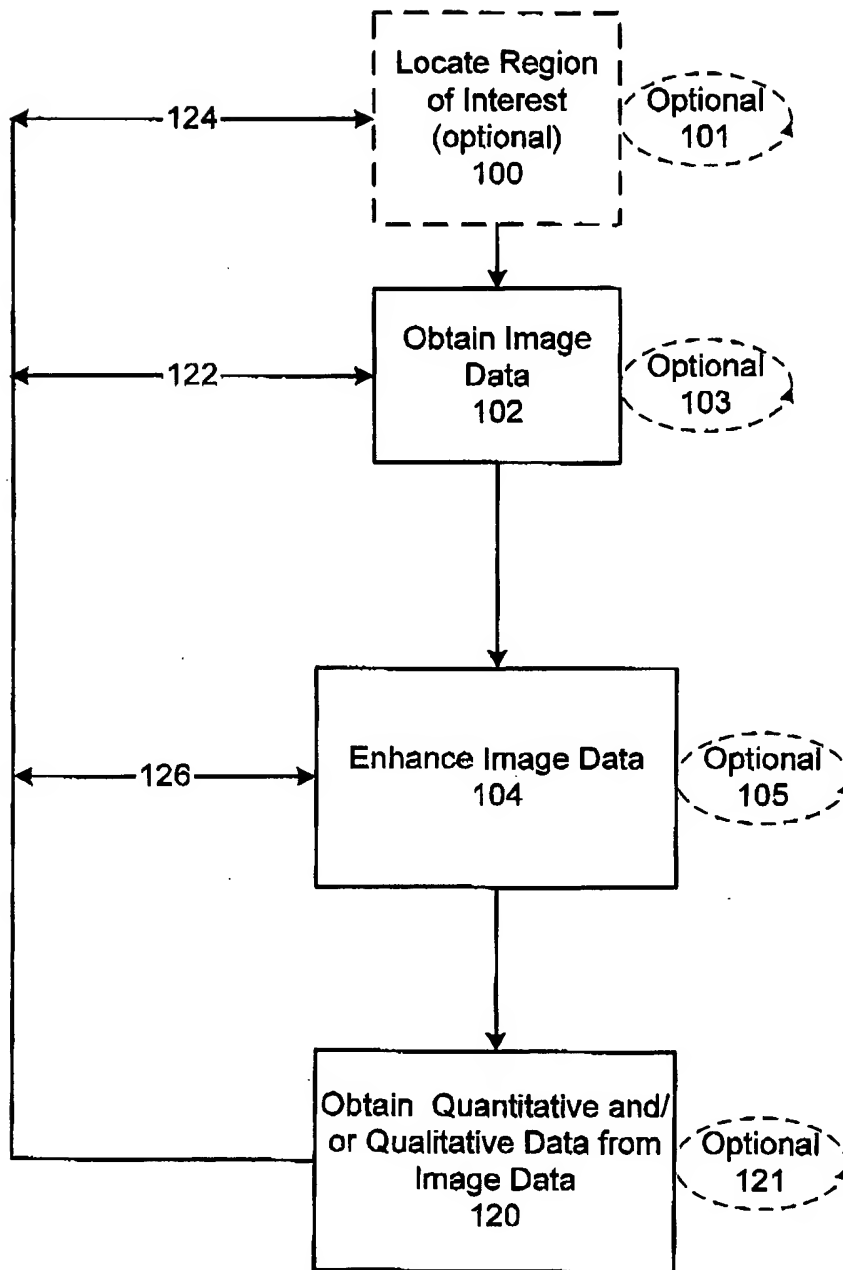 Locate Region
of Interest
(optional)
100
Optional
101
124
Obtain Image
Data
102
Optional
103
122
Enhance Image Data
104
Optional
105
126
Obtain Quantitative and/
or Qualitative Data from
Image Data
120
Optional
121